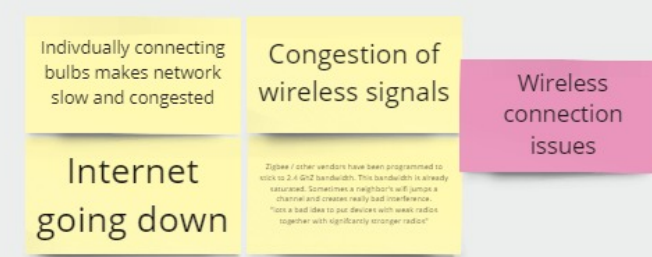 Indivdually connecting
bulbs makes network
slow and congested
Congestion of
wireless signals
Wireless
connection
issues
Internet
going down
Zigbee / other vendors have been programmed to
stick to 2.4 GhZ bandwidth. This bandwidth is already
saturated. Sometimes a neighbor's wifi jumps a
channel and creates really bad interference.
a bad idea to put devices with weak radios
together with significantly stronger radios"